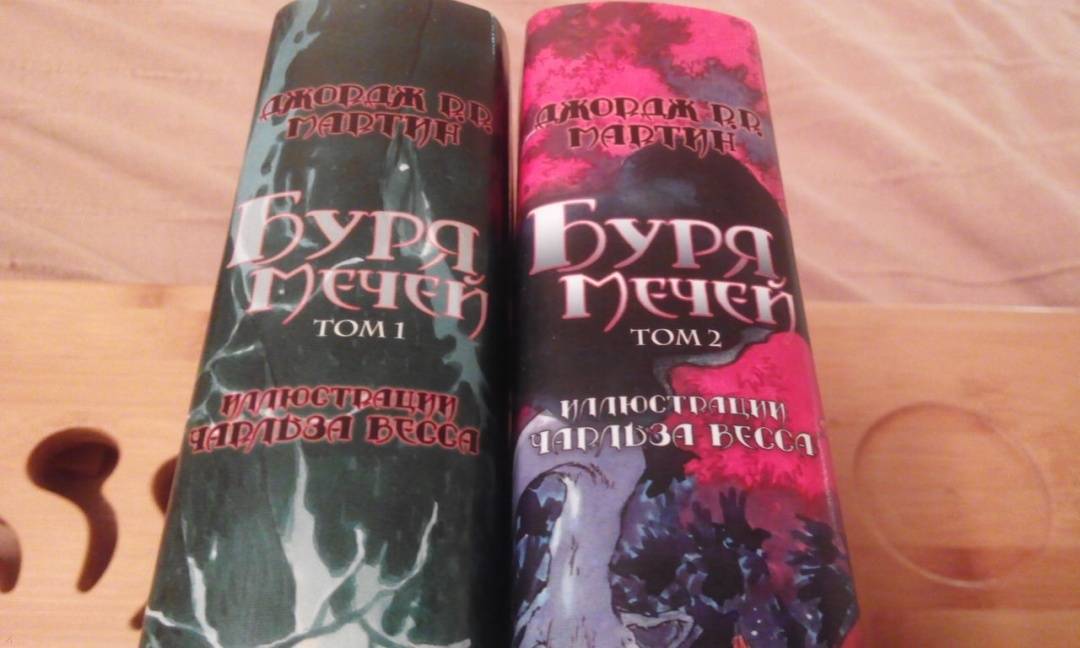 ДЖОРДЖ Р.Р.
МАРТИН
БУРЯ
МЕЧЕЙ
ТОМ 1
ИЛЛЮСТРАЦИИ
ЧАРЛЬЗА ВЕССА
ДЖОРДЖ Р.Р.
МАРТИН
БУРЯ
МЕЧЕЙ
ТОМ 2
ИЛЛЮСТРАЦИИ
ЧАРЛЬЗА ВЕССА